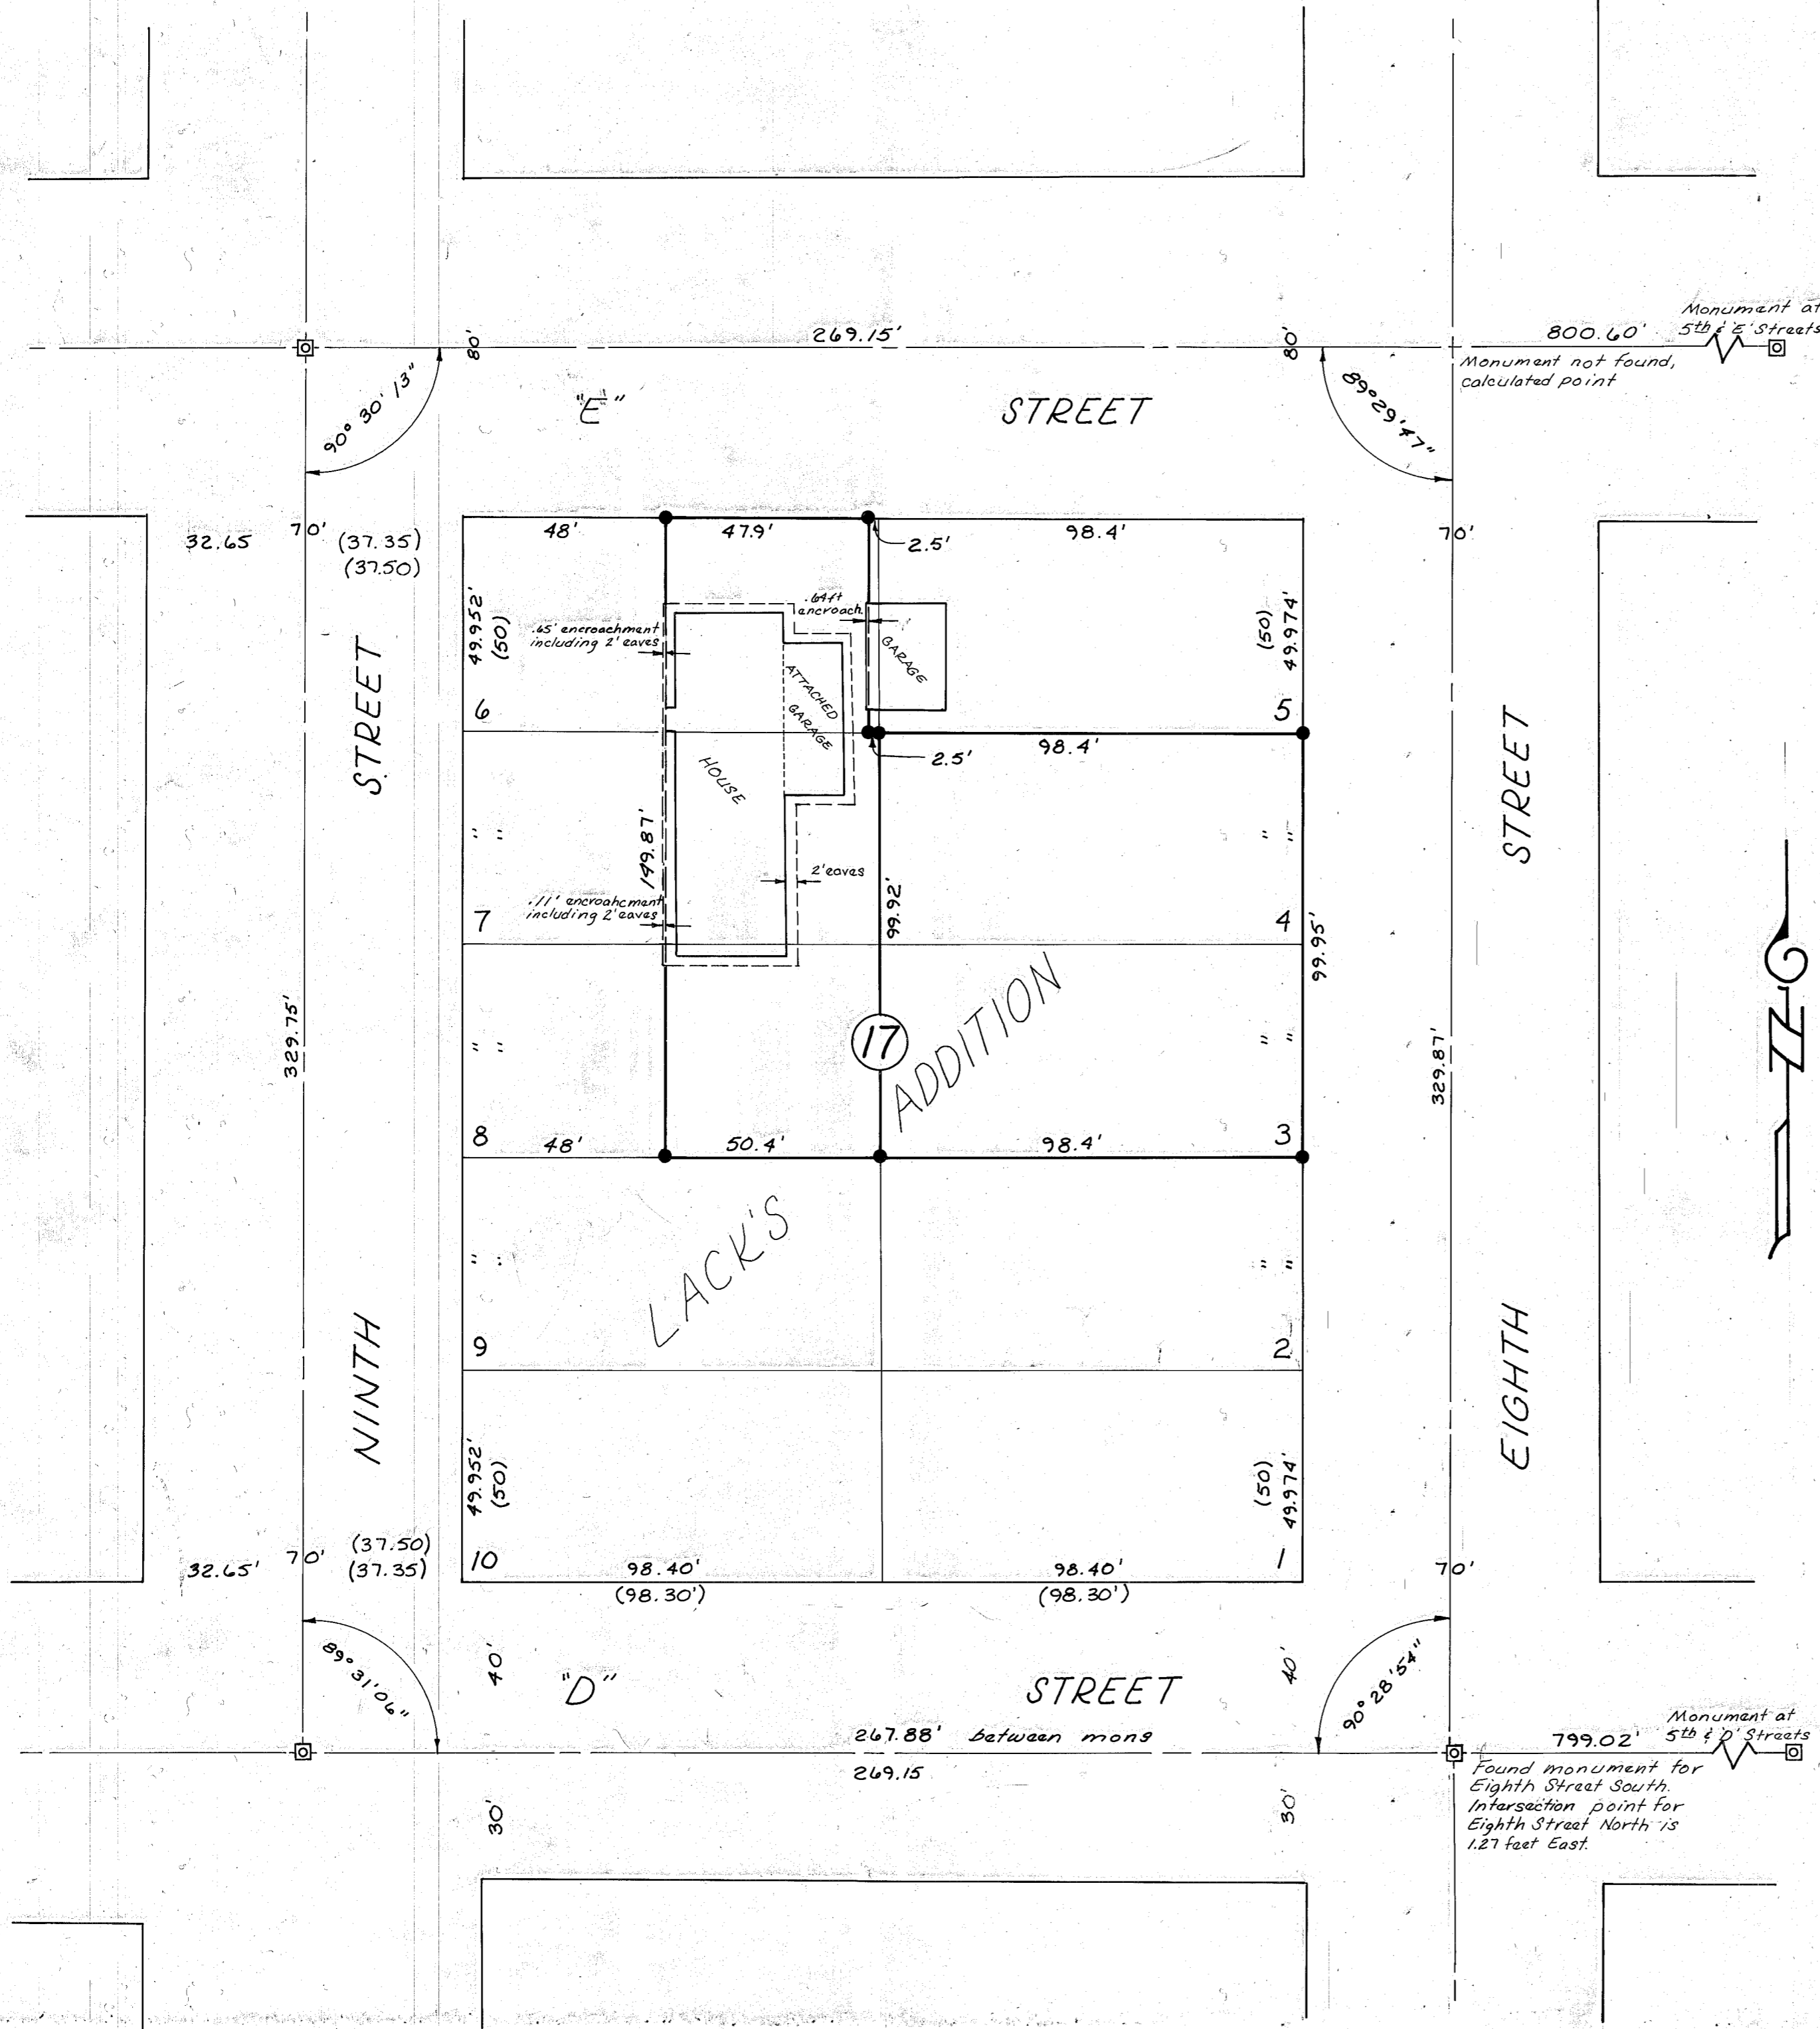 Monument at
5th & 'E' Streets
800.60'
269.15'
80'
80'
Monument not found,
calculated point
90° 30' 13"
89° 29' 47"
"E"
STREET
32.65
70'
(37.35)
(37.50)
48'
47.9'
2.5'
98.4'
70'
49.952'
(50)
.65' encroachment
including 2' eaves
.64ft
encroach.
GARAGE
(50)
49.974'
ATTACHED
GARAGE
HOUSE
6
5
98.4'
2.5'
STREET
STREET
" "
" "
149.87'
2' eaves
.11' encroahcment
including 2' eaves
99.92'
7
4
99.95'
329.75'
" "
17
ADDITION
" "
329.87'
N
8
48'
50.4'
98.4'
3
LACK'S
" "
" "
9
2
NINTH
EIGHTH
49.952'
(50)
(50)
49.974'
32.65'
70'
(37.50)
(37.35)
10
98.40'
(98.30')
98.40'
(98.30')
1
70'
89° 31' 06"
40'
"D"
STREET
40'
90° 28' 54"
267.88' between mons
269.15
799.02'
Monument at
5th & 'D' Streets
30'
30'
Found monument for
Eighth Street South.
Intersection point for
Eighth Street North is
1.27 feet East.